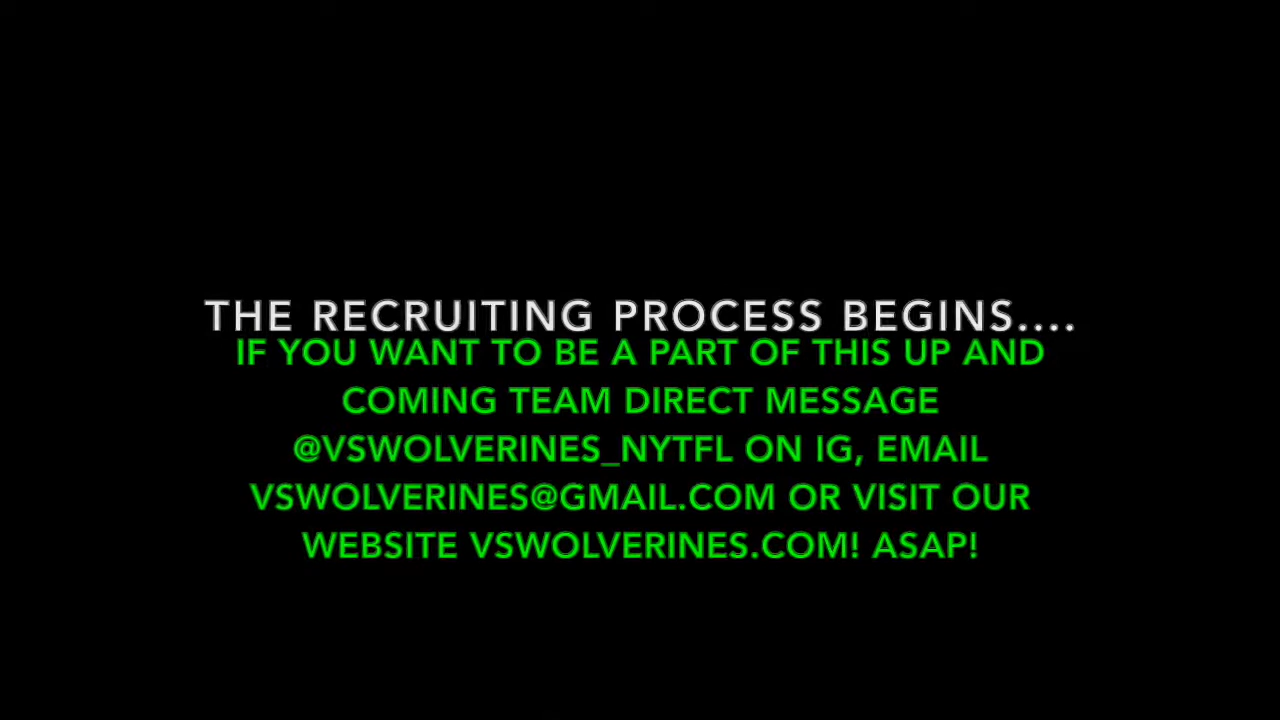 THE RECRUITING PROCESS BEGINS....
IF YOU WANT TO BE A PART OF THIS UP AND
COMING TEAM DIRECT MESSAGE
@VSWOLVERINES_NYTFL ON IG, EMAIL
VSWOLVERINES@GMAIL.COM OR VISIT OUR
WEBSITE VSWOLVERINES.COM! ASAP!